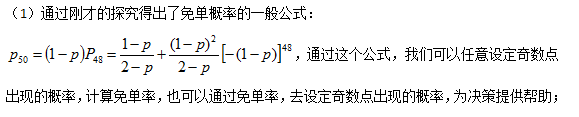 （1）通过刚才的探究得出了免单概率的一般公式：
p₅₀ = (1−p)P₄₈ = \frac{1−p}{2−p} + \frac{(1−p)²}{2−p}[−(1−p)]⁴⁸，通过这个公式，我们可以任意设定奇数点
出现的概率，计算免单率，也可以通过免单率，去设定奇数点出现的概率，为决策提供帮助；